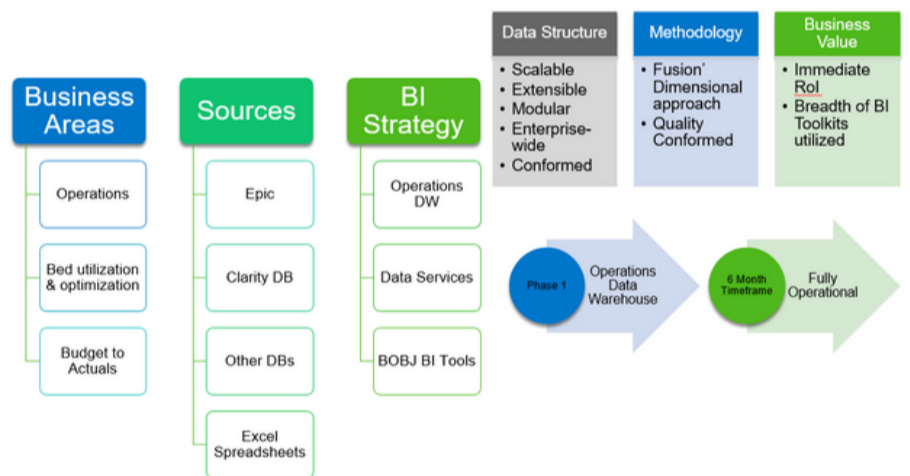 Business
Areas
Operations
Bed utilization
& optimization
Budget to
Actuals
Sources
Epic
Clarity DB
Other DBs
Excel
Spreadsheets
BI
Strategy
Operations
DW
Data Services
BOBJ BI Tools
Data Structure
• Scalable
• Extensible
• Modular
• Enterprise-
wide
• Conformed
Methodology
• Fusion’
Dimensional
approach
• Quality
Conformed
Business
Value
• Immediate
RoI
• Breadth of BI
Toolkits
utilized
Phase 1
Operations
Data
Warehouse
6 Month
Timeframe
Fully
Operational